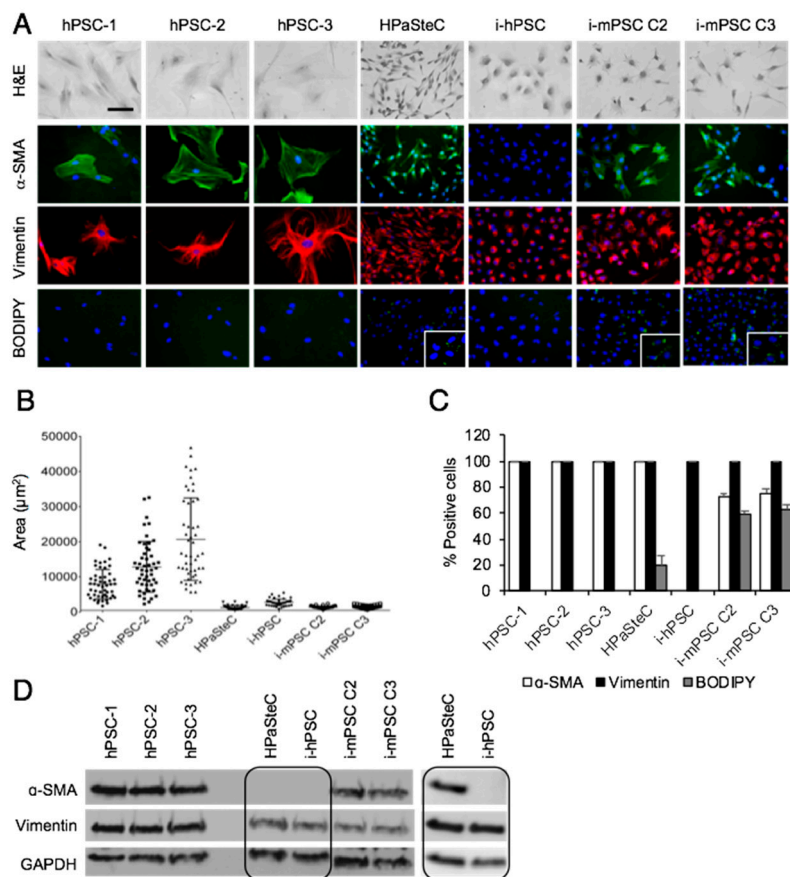 A
hPSC-1 hPSC-2 hPSC-3 HPaSteC i-hPSC i-mPSC C2 i-mPSC C3
H&E
α-SMA
Vimentin
BODIPY
B
Area (μm²)
50000
40000
30000
20000
10000
0
hPSC-1 hPSC-2 hPSC-3 HPaSteC i-hPSC i-mPSC C2 i-mPSC C3
C
% Positive cells
120
100
80
60
40
20
0
hPSC-1 hPSC-2 hPSC-3 HPaSteC i-hPSC i-mPSC C2 i-mPSC C3
α-SMA Vimentin BODIPY
D
hPSC-1 hPSC-2 hPSC-3 HPaSteC i-hPSC i-mPSC C2 i-mPSC C3 HPaSteC i-hPSC
α-SMA
Vimentin
GAPDH